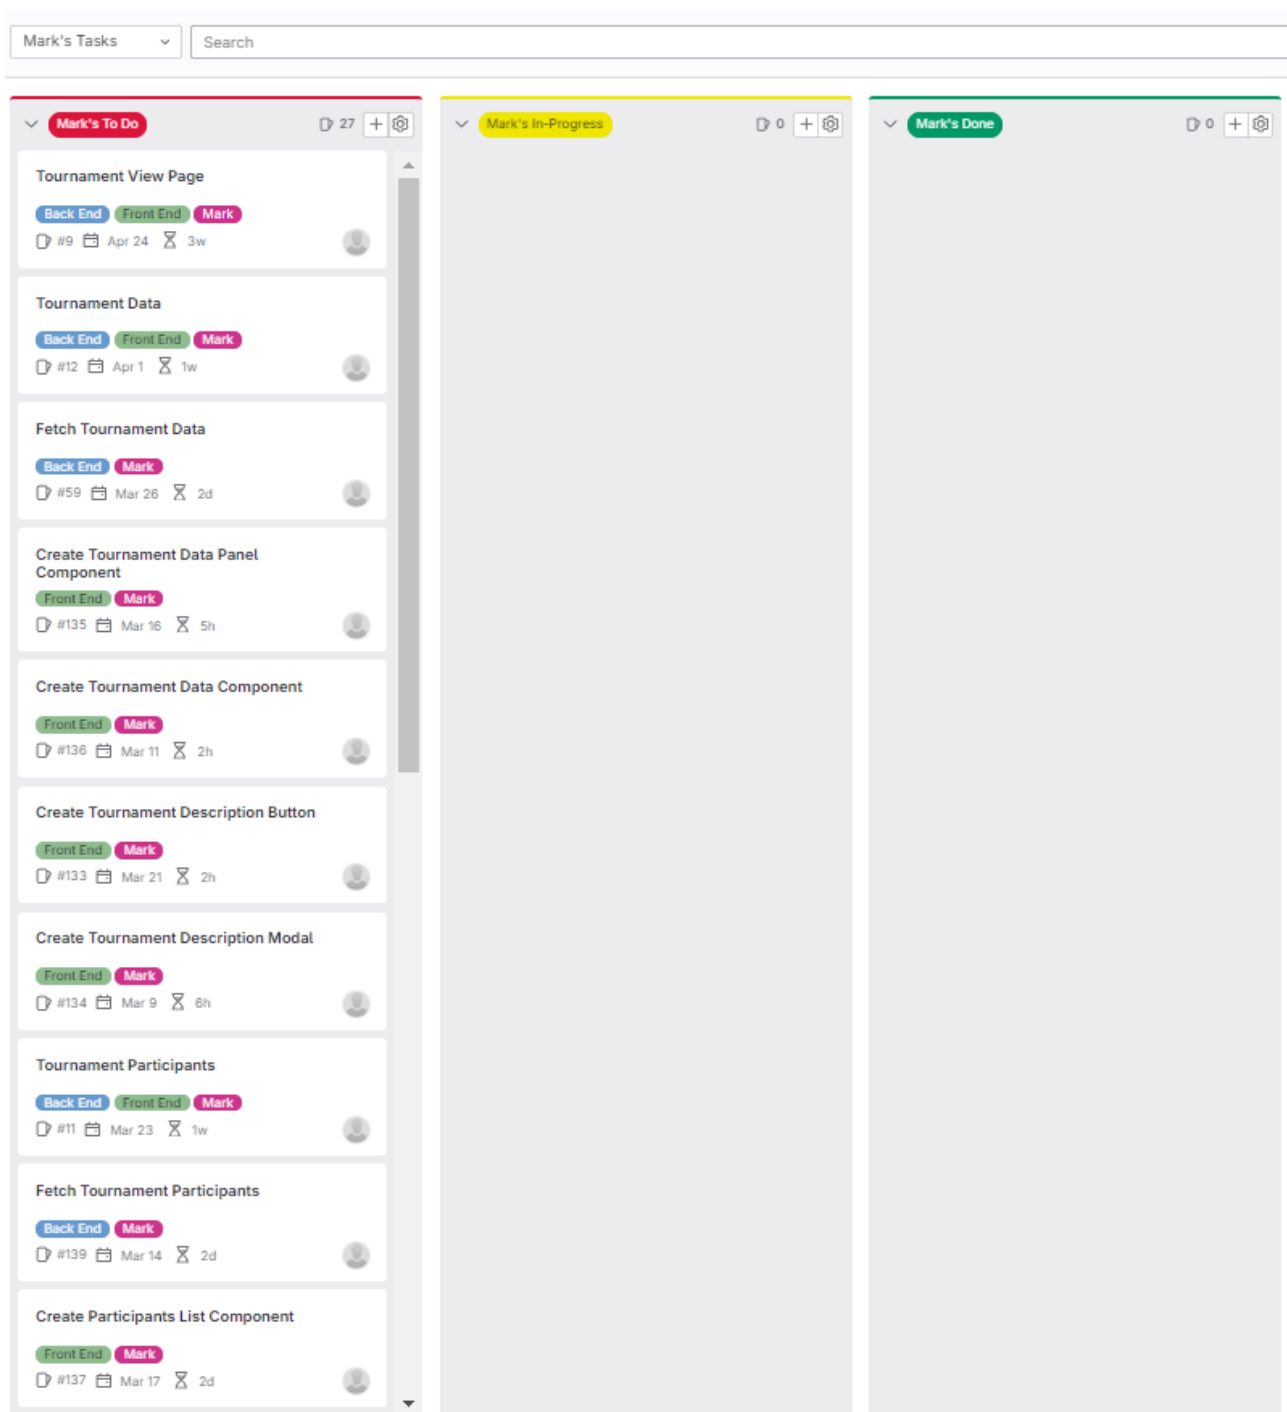 Mark's Tasks
Search
Mark's To Do 27
Tournament View Page
Back End Front End Mark
#9 Apr 24 3w
Tournament Data
Back End Front End Mark
#12 Apr 1 1w
Fetch Tournament Data
Back End Mark
#59 Mar 26 2d
Create Tournament Data Panel
Component
Front End Mark
#135 Mar 16 5h
Create Tournament Data Component
Front End Mark
#136 Mar 11 2h
Create Tournament Description Button
Front End Mark
#133 Mar 21 2h
Create Tournament Description Modal
Front End Mark
#134 Mar 9 6h
Tournament Participants
Back End Front End Mark
#11 Mar 23 1w
Fetch Tournament Participants
Back End Mark
#139 Mar 14 2d
Create Participants List Component
Front End Mark
#137 Mar 17 2d
Mark's In-Progress 0
Mark's Done 0